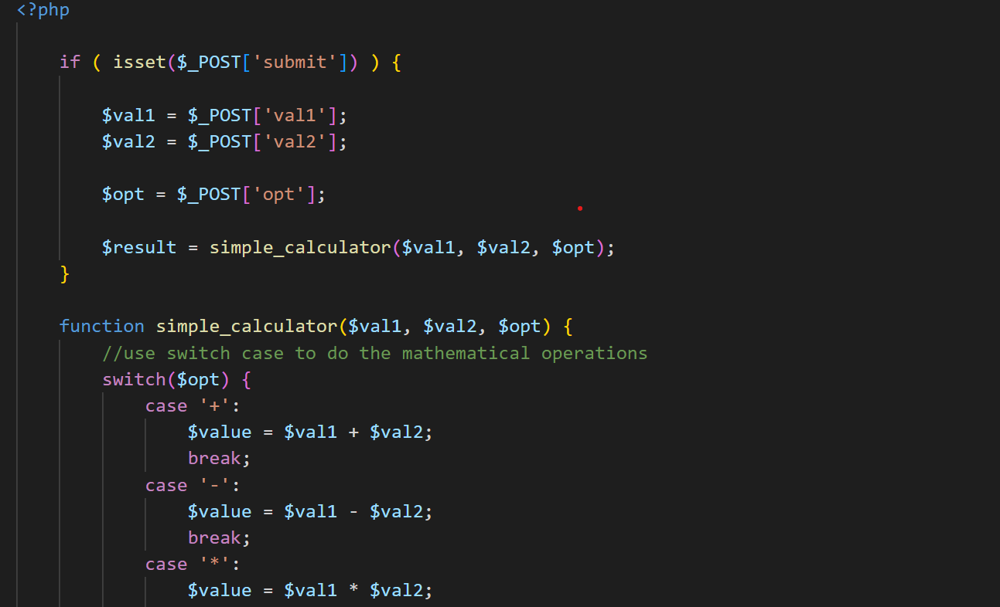 <?php
if ( isset($_POST['submit']) ) {
$val1 = $_POST['val1'];
$val2 = $_POST['val2'];
$opt = $_POST['opt'];
$result = simple_calculator($val1, $val2, $opt);
}
function simple_calculator($val1, $val2, $opt) {
//use switch case to do the mathematical operations
switch($opt) {
case '+':
$value = $val1 + $val2;
break;
case '-':
$value = $val1 - $val2;
break;
case '*':
$value = $val1 * $val2;